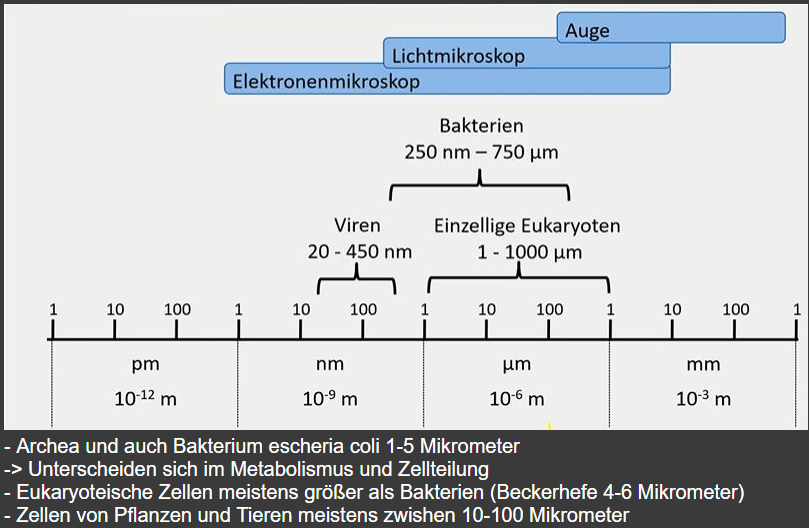 Auge
Lichtmikroskop
Elektronenmikroskop
Bakterien
250 nm – 750 µm
Viren
20 - 450 nm
Einzellige Eukaryoten
1 - 1000 µm
1 10 100 1 10 100 1 10 100 1 10 100 1
pm nm µm mm
10⁻¹² m 10⁻⁹ m 10⁻⁶ m 10⁻³ m
- Archea und auch Bakterium escheria coli 1-5 Mikrometer
-> Unterscheiden sich im Metabolismus und Zellteilung
- Eukaryoteische Zellen meistens größer als Bakterien (Beckerhefe 4-6 Mikrometer)
- Zellen von Pflanzen und Tieren meistens zwishen 10-100 Mikrometer